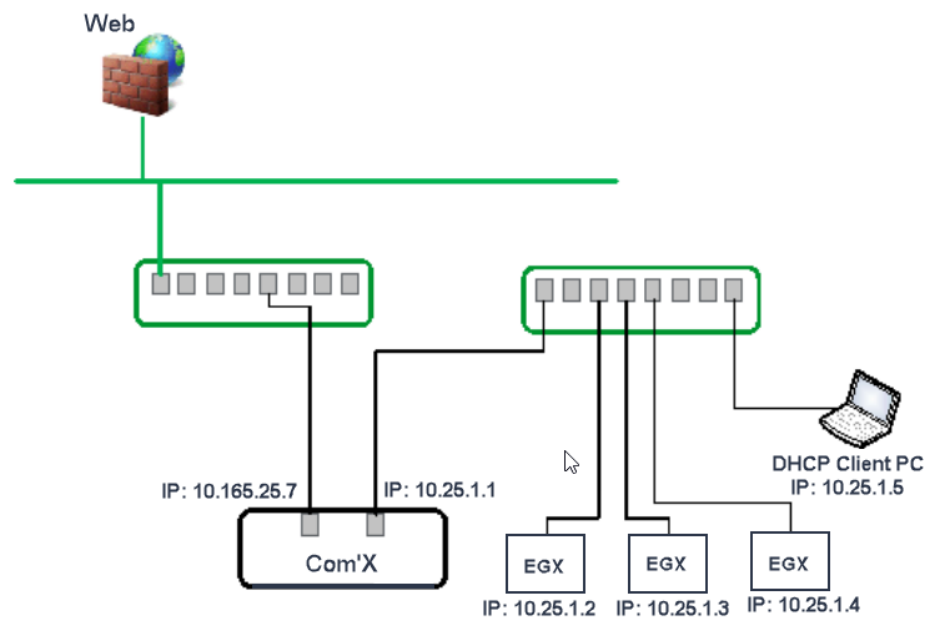 Web
DHCP Client PC
IP: 10.25.1.5
IP: 10.165.25.7
IP: 10.25.1.1
Com'X
EGX
EGX
EGX
IP: 10.25.1.2
IP: 10.25.1.3
IP: 10.25.1.4